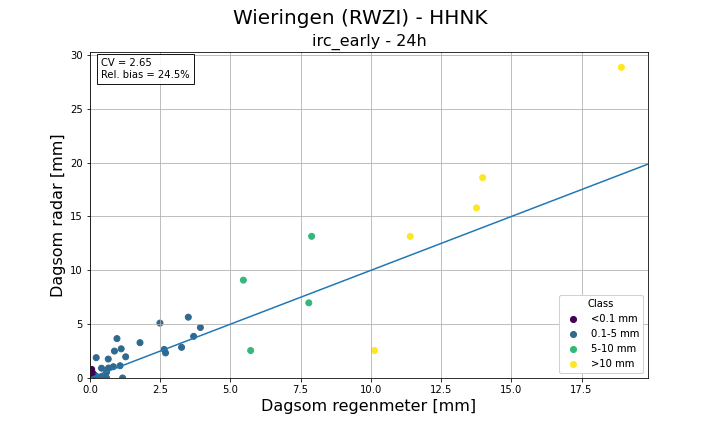 Wieringen (RWZI) - HHNK
irc_early - 24h
CV = 2.65
Rel. bias = 24.5%
Dagsom radar [mm]
30
25
20
15
10
5
0
0.0 2.5 5.0 7.5 10.0 12.5 15.0 17.5
Dagsom regenmeter [mm]
Class
<0.1 mm
0.1-5 mm
5-10 mm
>10 mm